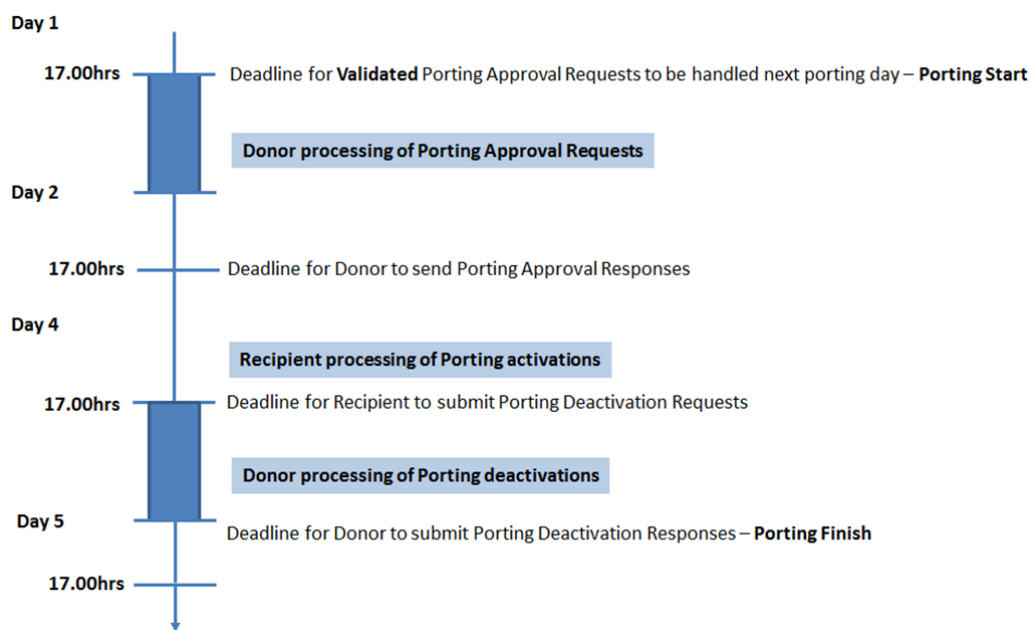 Day 1
17.00hrs Deadline for Validated Porting Approval Requests to be handled next porting day – Porting Start
Donor processing of Porting Approval Requests
Day 2
17.00hrs Deadline for Donor to send Porting Approval Responses
Day 4
Recipient processing of Porting activations
17.00hrs Deadline for Recipient to submit Porting Deactivation Requests
Donor processing of Porting deactivations
Day 5
Deadline for Donor to submit Porting Deactivation Responses – Porting Finish
17.00hrs